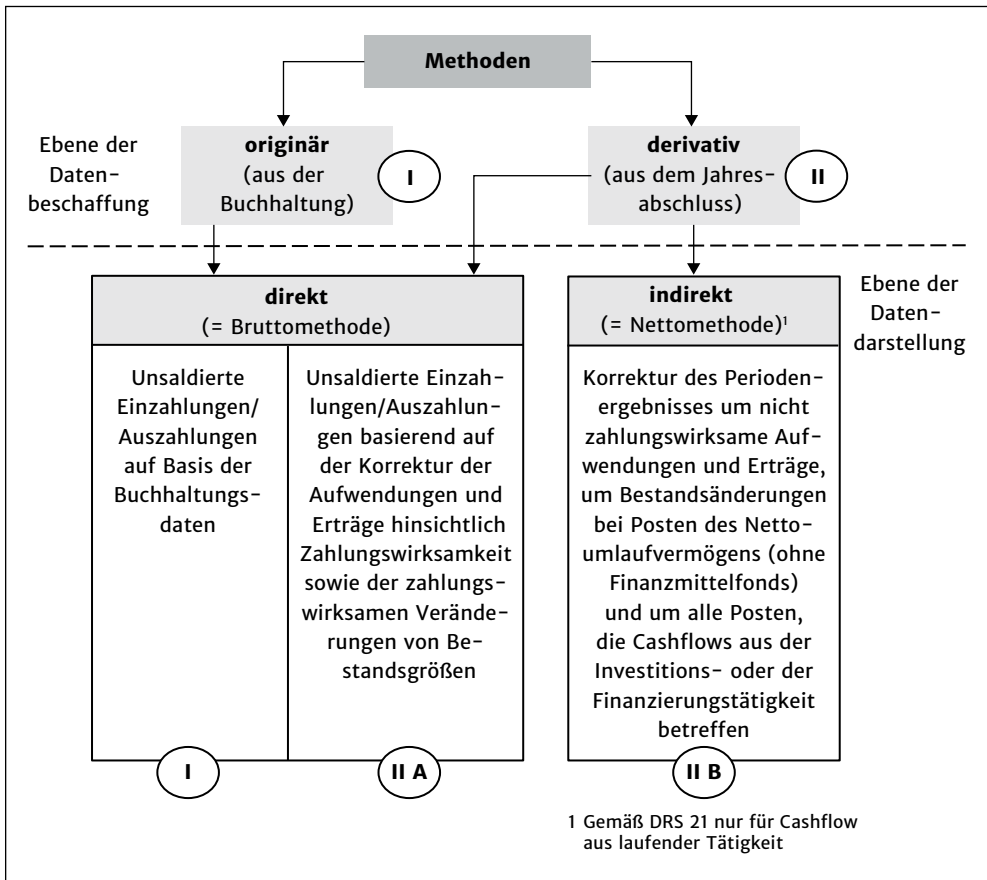 Methoden
Ebene der
Daten-
beschaffung
originär
(aus der
Buchhaltung)
I
derivativ
(aus dem Jahres-
abschluss)
II
direkt
(= Bruttomethode)
indirekt
(= Nettomethode)¹
Ebene der
Daten-
darstellung
Unsaldierte
Einzahlungen/
Auszahlungen
auf Basis der
Buchhaltungs-
daten
I
Unsaldierte Einzah-
lungen/Auszahlun-
gen basierend auf
der Korrektur der
Aufwendungen und
Erträge hinsichtlich
Zahlungswirksamkeit
sowie der zahlungs-
wirksamen Verände-
rungen von Be-
standsgrößen
II A
Korrektur des Perioden-
ergebnisses um nicht
zahlungswirksame Auf-
wendungen und Erträge,
um Bestandsänderungen
bei Posten des Netto-
umlaufvermögens (ohne
Finanzmittelfonds)
und um alle Posten,
die Cashflows aus der
Investitions- oder der
Finanzierungstätigkeit
betreffen
II B
1 Gemäß DRS 21 nur für Cashflow
aus laufender Tätigkeit